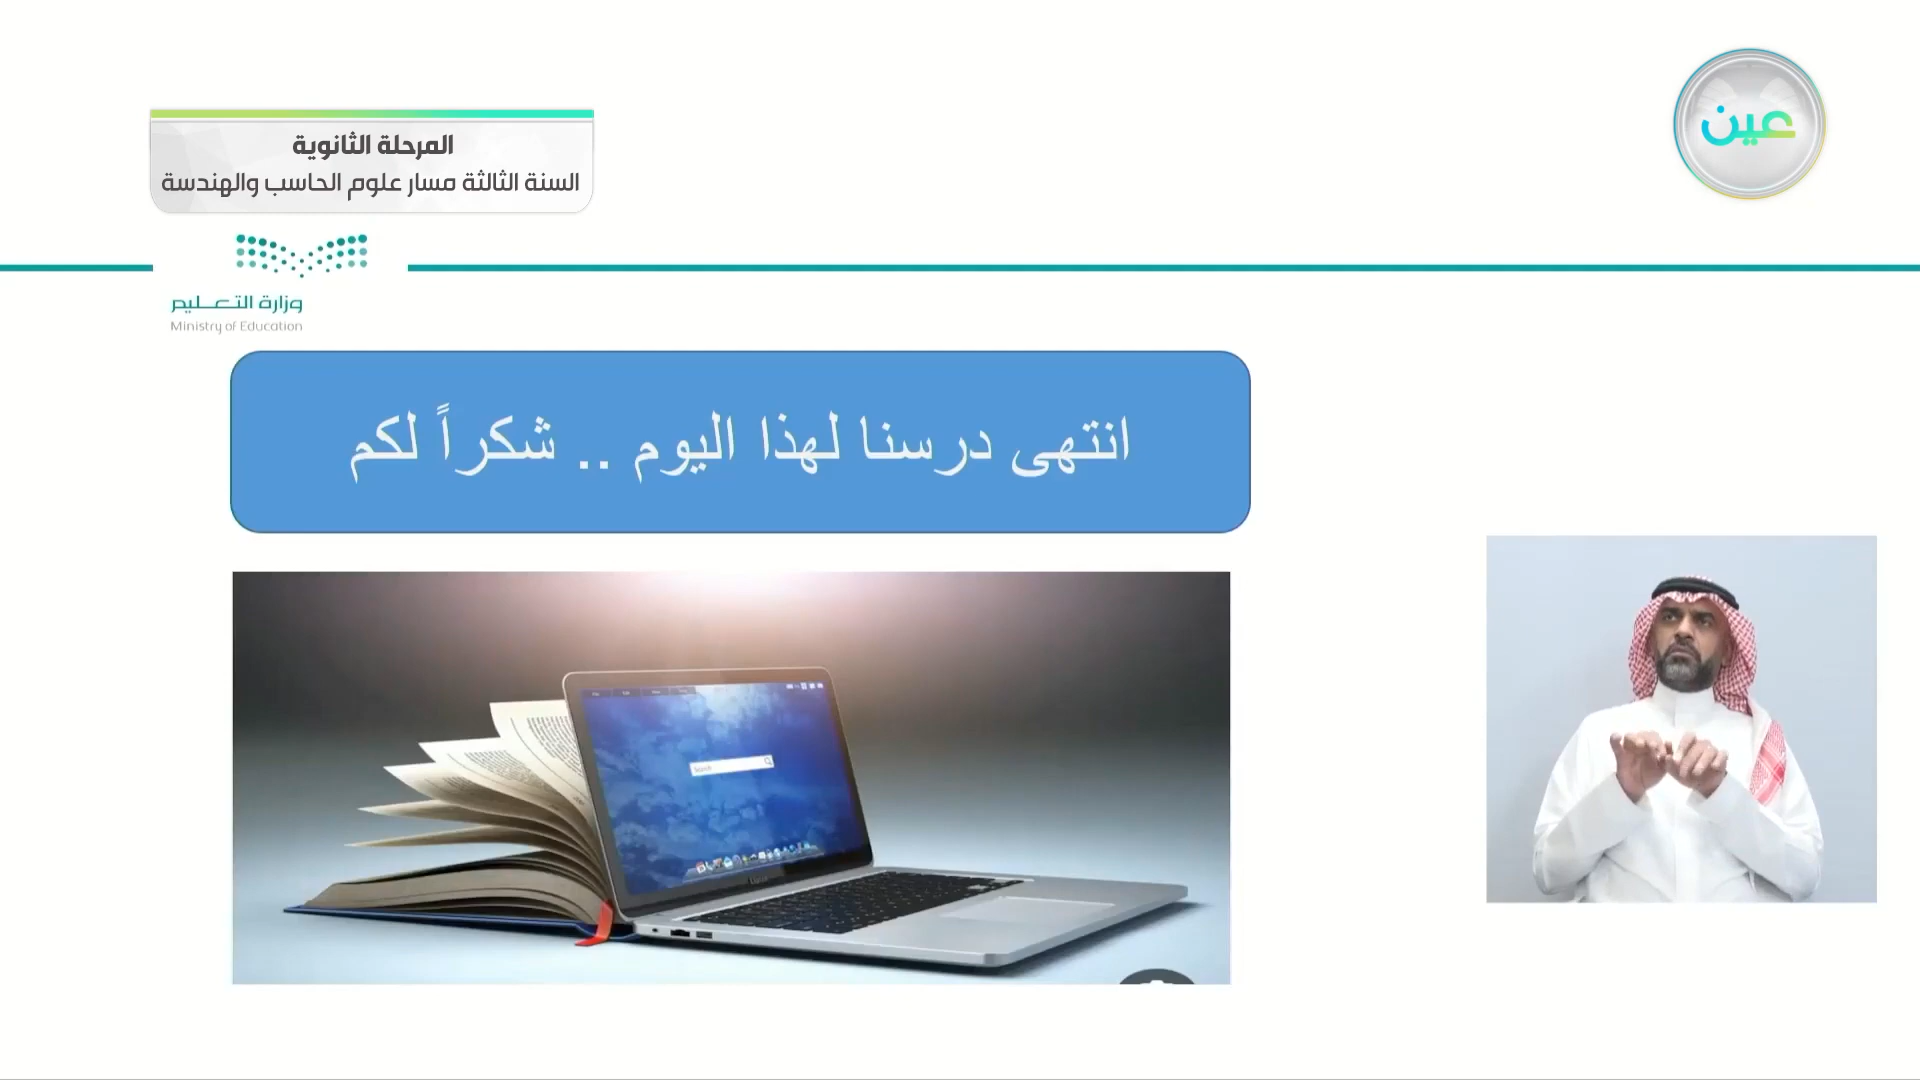 عين
المرحلة الثانوية
السنة الثالثة مسار علوم الحاسب والهندسة
وزارة التعليم
Ministry of Education
انتهى درسنا لهذا اليوم .. شكراً لكم
Search